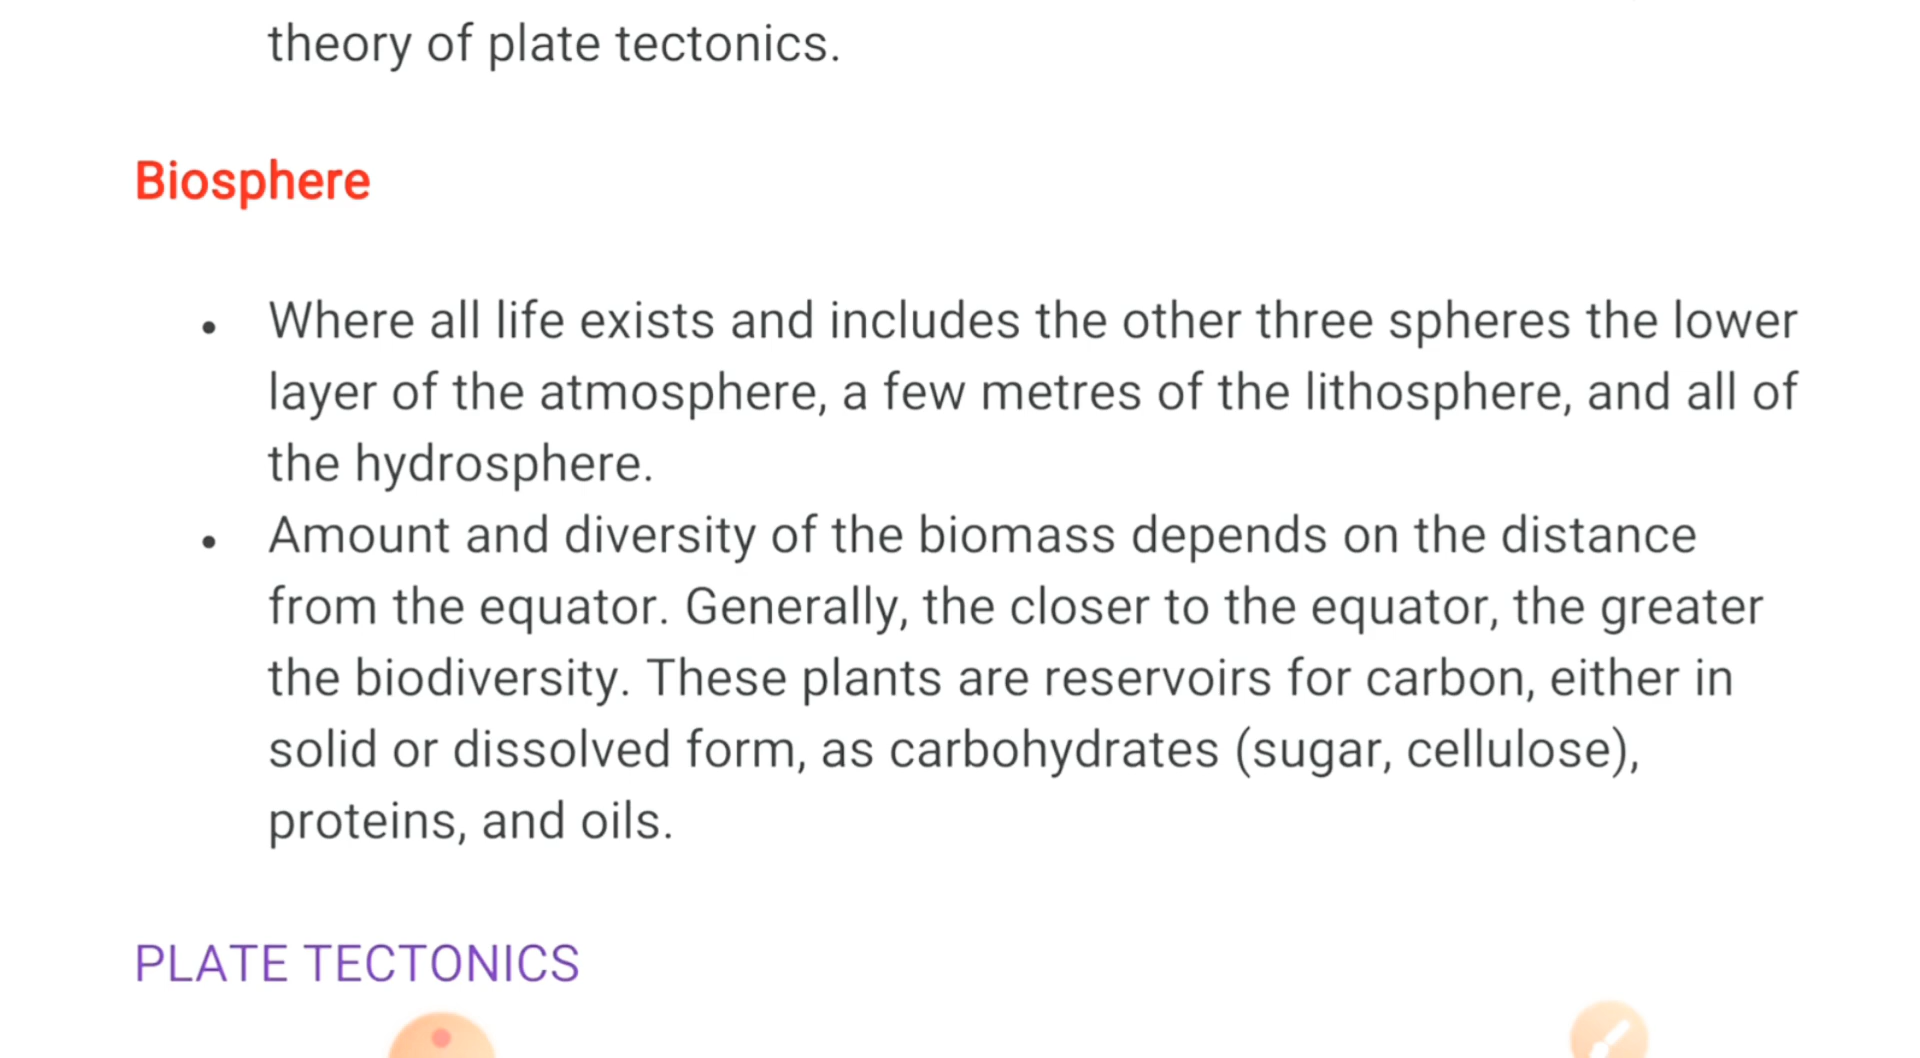 theory of plate tectonics.
Biosphere
• Where all life exists and includes the other three spheres the lower
layer of the atmosphere, a few metres of the lithosphere, and all of
the hydrosphere.
• Amount and diversity of the biomass depends on the distance
from the equator. Generally, the closer to the equator, the greater
the biodiversity. These plants are reservoirs for carbon, either in
solid or dissolved form, as carbohydrates (sugar, cellulose),
proteins, and oils.
PLATE TECTONICS